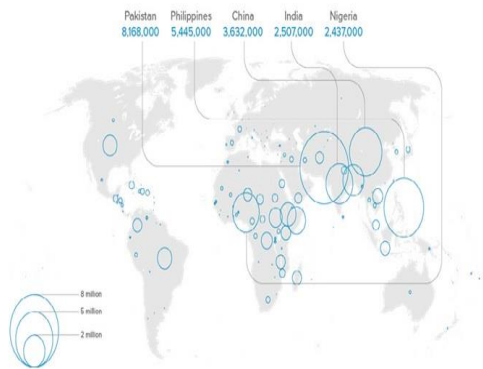 Pakistan Philippines China India Nigeria
8,168,000 5,445,000 3,632,000 2,507,000 2,437,000
8 million
5 million
2 million